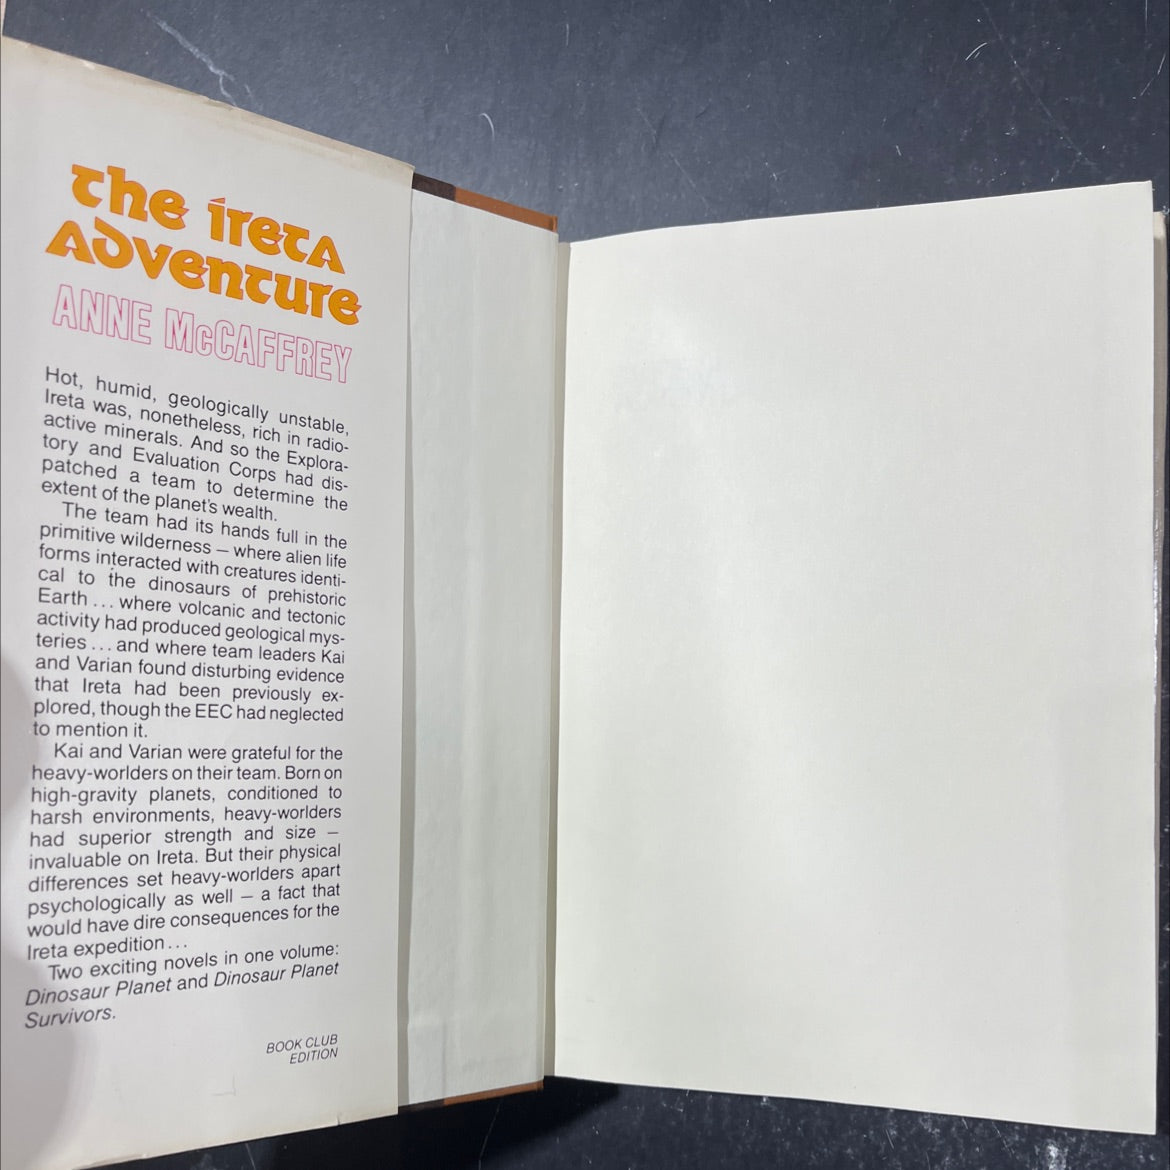 the ireta
adventure
ANNE McCAFFREY
Hot, humid, geologically unstable,
Ireta was, nonetheless, rich in radio-
active minerals. And so the Explora-
tory and Evaluation Corps had dis-
patched a team to determine the
extent of the planet's wealth.
The team had its hands full in the
primitive wilderness – where alien life
forms interacted with creatures identi-
cal to the dinosaurs of prehistoric
Earth ... where volcanic and tectonic
activity had produced geological mys-
teries ... and where team leaders Kai
and Varian found disturbing evidence
that Ireta had been previously ex-
plored, though the EEC had neglected
to mention it.
Kai and Varian were grateful for the
heavy-worlders on their team. Born on
high-gravity planets, conditioned to
harsh environments, heavy-worlders
had superior strength and size –
invaluable on Ireta. But their physical
differences set heavy-worlders apart
psychologically as well – a fact that
would have dire consequences for the
Ireta expedition ...
Two exciting novels in one volume:
Dinosaur Planet and Dinosaur Planet
Survivors.
BOOK CLUB
EDITION